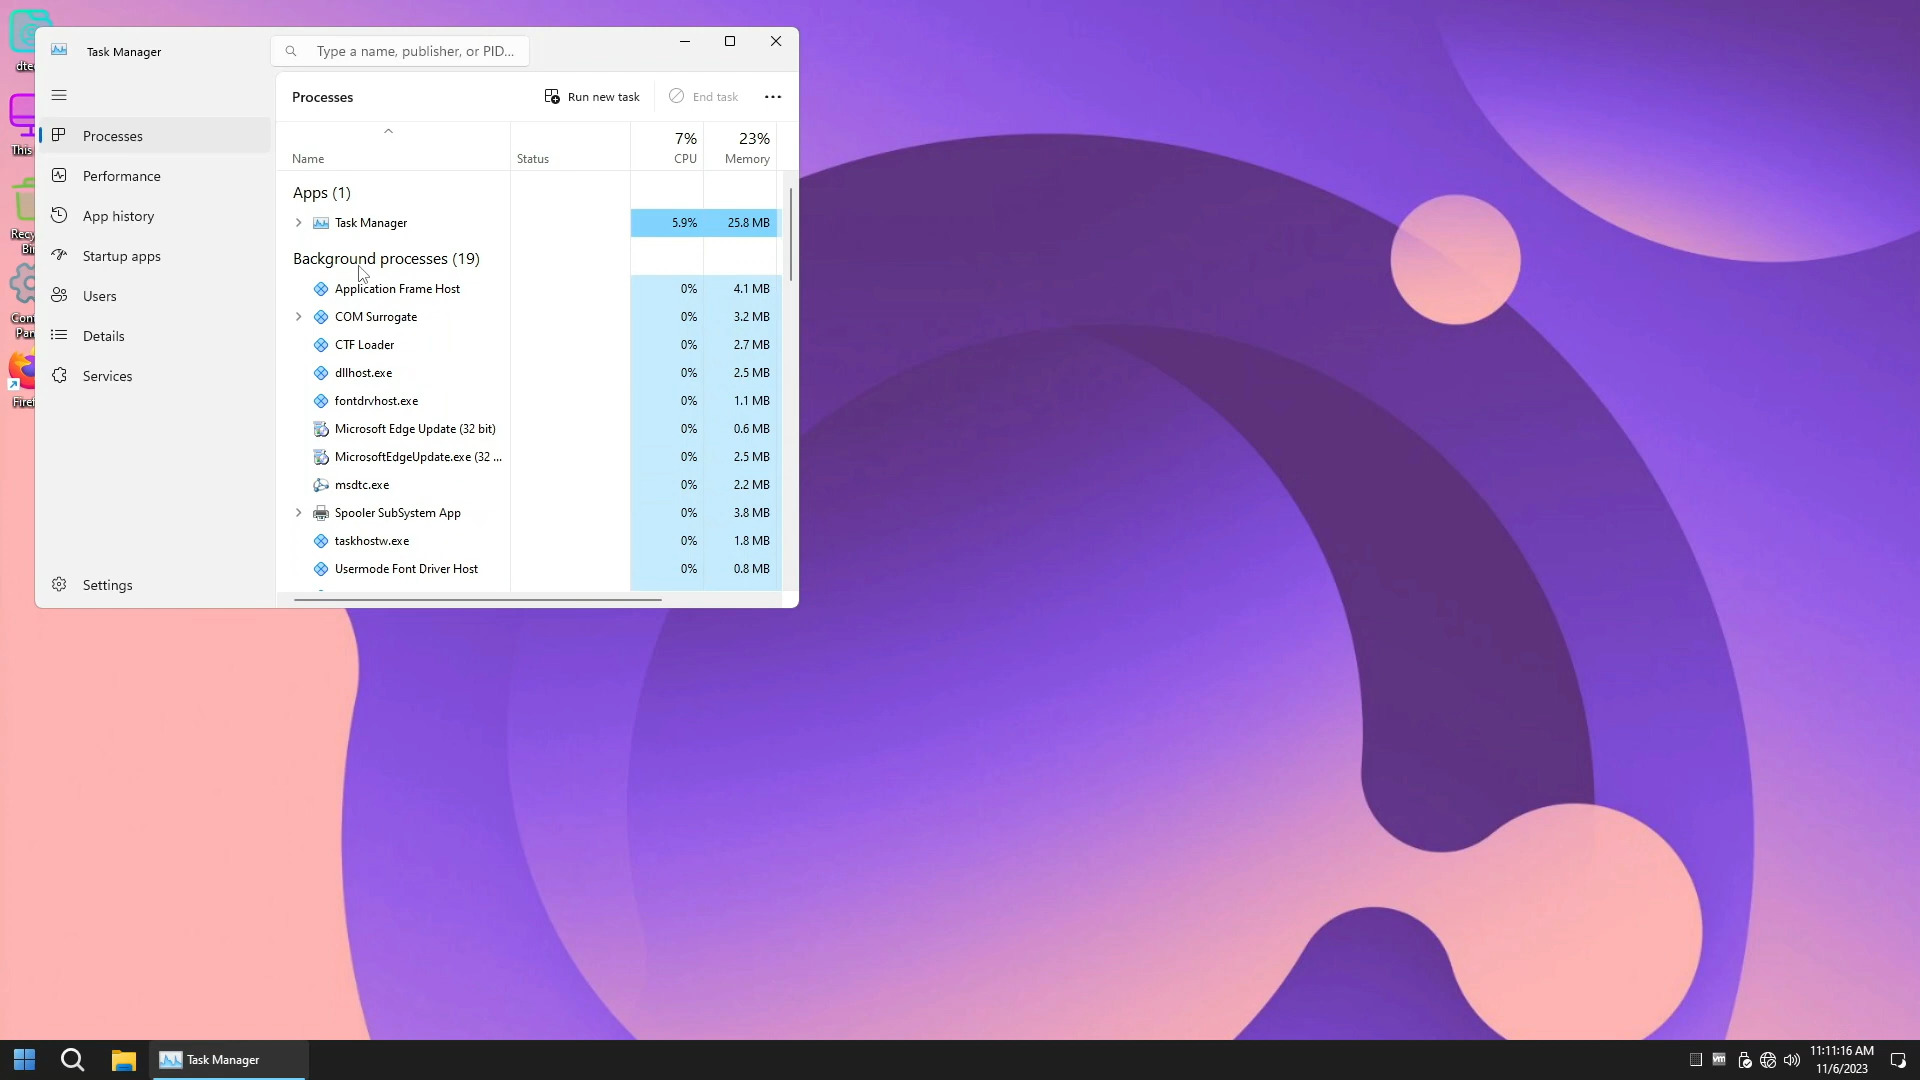 Task Manager
Type a name, publisher, or PID...
Processes
Run new task
End task
Processes
Performance
App history
Startup apps
Users
Details
Services
Settings
7%
23%
Name
Status
CPU
Memory
Apps (1)
Task Manager 5.9% 25.8 MB
Background processes (19)
Application Frame Host 0% 4.1 MB
COM Surrogate 0% 3.2 MB
CTF Loader 0% 2.7 MB
dllhost.exe 0% 2.5 MB
fontdrvhost.exe 0% 1.1 MB
Microsoft Edge Update (32 bit) 0% 0.6 MB
MicrosoftEdgeUpdate.exe (32 ... 0% 2.5 MB
msdtc.exe 0% 2.2 MB
Spooler SubSystem App 0% 3.8 MB
taskhostw.exe 0% 1.8 MB
Usermode Font Driver Host 0% 0.8 MB
This
Task Manager
vm
11:11:16 AM
11/6/2023